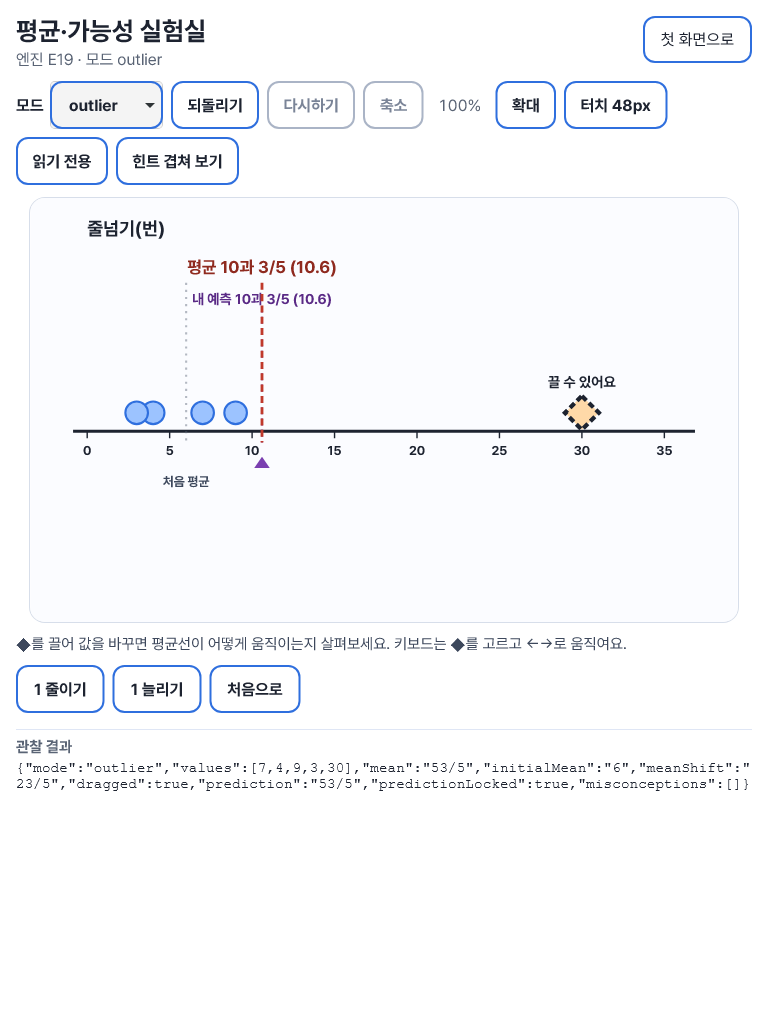 평균·가능성 실험실
첫 화면으로
엔진 E19 · 모드 outlier
모드 outlier 되돌리기 다시하기 축소 100% 확대 터치 48px
읽기 전용 힌트 겹쳐 보기
줄넘기(번)
평균 10과 3/5 (10.6)
내 예측 10과 3/5 (10.6)
끌 수 있어요
0 5 10 15 20 25 30 35
처음 평균
◆를 끌어 값을 바꾸면 평균선이 어떻게 움직이는지 살펴보세요. 키보드는 ◆를 고르고 ←→로 움직여요.
1 줄이기 1 늘리기 처음으로
관찰 결과
{"mode":"outlier","values":[7,4,9,3,30],"mean":"53/5","initialMean":"6","meanShift":"
23/5","dragged":true,"prediction":"53/5","predictionLocked":true,"misconceptions":[]}